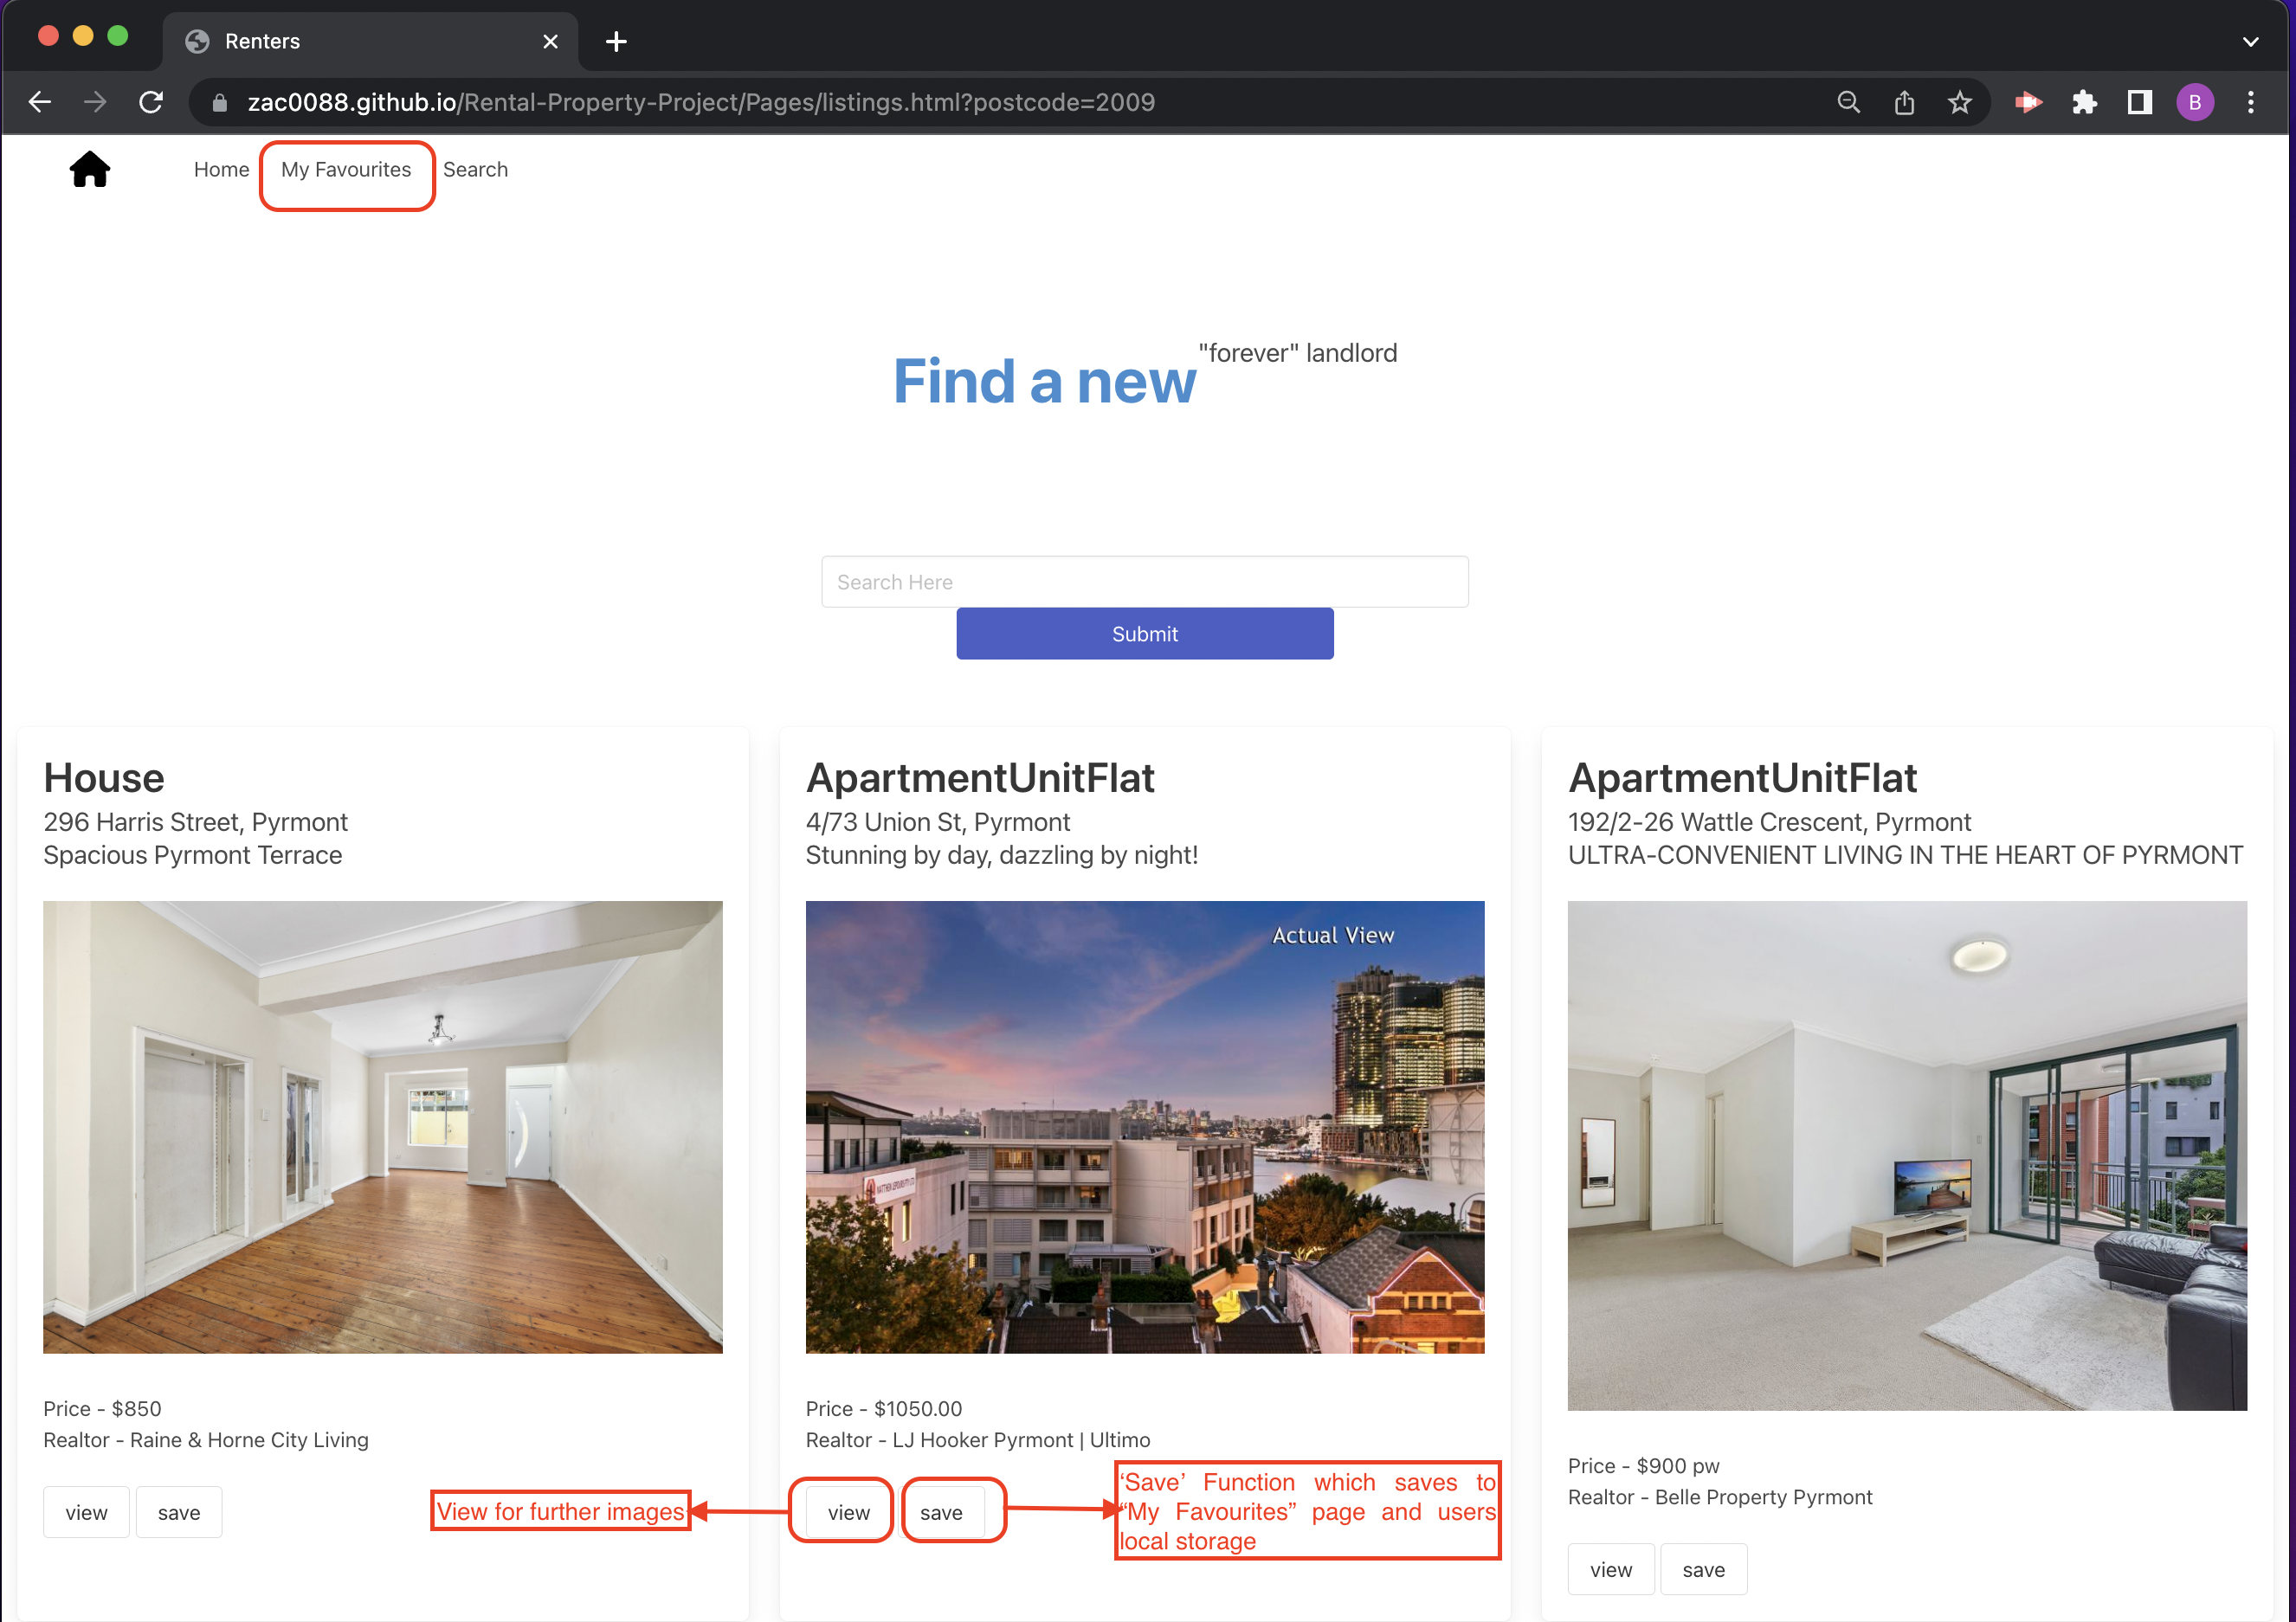 Renters
zac0088.github.io/Rental-Property-Project/Pages/listings.html?postcode=2009
B
Home My Favourites Search
Find a new "forever" landlord
Search Here
Submit
House
296 Harris Street, Pyrmont
Spacious Pyrmont Terrace
Price - $850
Realtor - Raine & Horne City Living
view save
View for further images
ApartmentUnitFlat
4/73 Union St, Pyrmont
Stunning by day, dazzling by night!
Actual View
Price - $1050.00
Realtor - LJ Hooker Pyrmont | Ultimo
view save
‘Save’ Function which saves to
“My Favourites” page and users
local storage
ApartmentUnitFlat
192/2-26 Wattle Crescent, Pyrmont
ULTRA-CONVENIENT LIVING IN THE HEART OF PYRMONT
Price - $900 pw
Realtor - Belle Property Pyrmont
view save